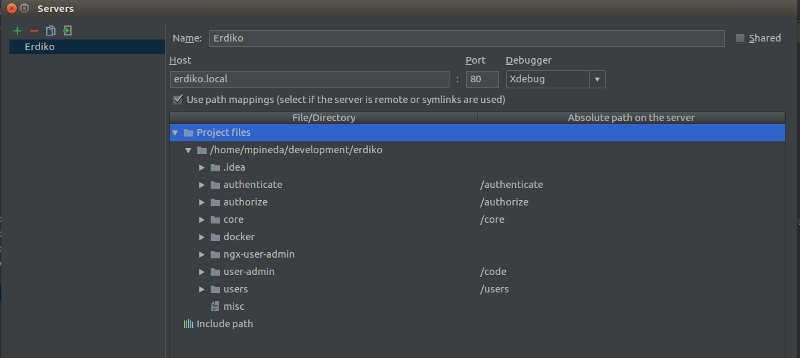 Servers
Erdiko
Name: Erdiko Shared
Host Port Debugger
erdiko.local : 80 Xdebug
Use path mappings (select if the server is remote or symlinks are used)
File/Directory Absolute path on the server
Project files
/home/mpineda/development/erdiko
.idea
authenticate /authenticate
authorize /authorize
core /core
docker
ngx-user-admin
user-admin /code
users /users
misc
Include path